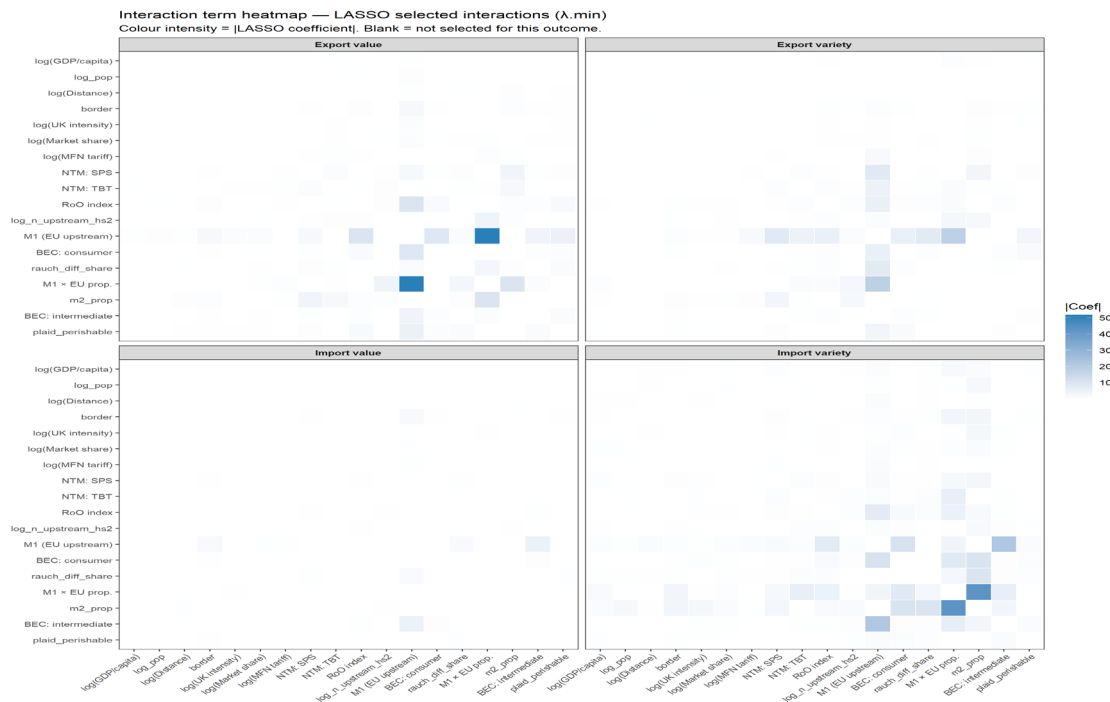 Interaction term heatmap — LASSO selected interactions (λ.min)
Colour intensity = |LASSO coefficient|. Blank = not selected for this outcome.
Export value
Export variety
log(GDP/capita)
log_pop
log(Distance)
border
log(UK intensity)
log(Market share)
log(MFN tariff)
NTM: SPS
NTM: TBT
RoO index
log_n_upstream_hs2
M1 (EU upstream)
BEC: consumer
rauch_diff_share
M1 × EU prop.
m2_prop
BEC: intermediate
plaid_perishable
|Coef|
50
40
30
20
10
Import value
Import variety
log(GDP/capita)
log_pop
log(Distance)
border
log(UK intensity)
log(Market share)
log(MFN tariff)
NTM: SPS
NTM: TBT
RoO index
log_n_upstream_hs2
M1 (EU upstream)
BEC: consumer
rauch_diff_share
M1 × EU prop.
m2_prop
BEC: intermediate
plaid_perishable
log(GDP/capita)
log_pop
log(Distance)
border
log(UK intensity)
log(Market share)
log(MFN tariff)
NTM: SPS
NTM: TBT
RoO index
log_n_upstream_hs2
M1 (EU upstream)
BEC: consumer
rauch_diff_share
M1 × EU prop.
m2_prop
BEC: intermediate
plaid_perishable
log(GDP/capita)
log_pop
log(Distance)
border
log(UK intensity)
log(Market share)
log(MFN tariff)
NTM: SPS
NTM: TBT
RoO index
log_n_upstream_hs2
M1 (EU upstream)
BEC: consumer
rauch_diff_share
M1 × EU prop.
m2_prop
BEC: intermediate
plaid_perishable